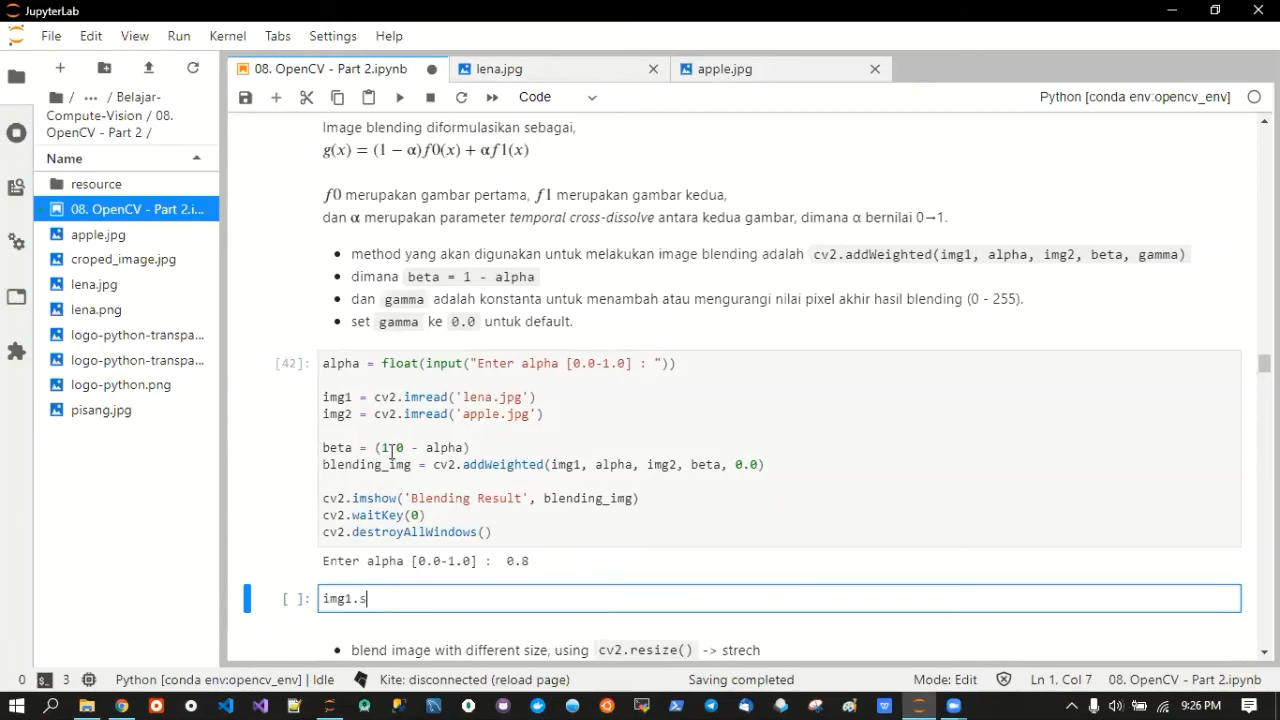 JupyterLab
File Edit View Run Kernel Tabs Settings Help
08. OpenCV - Part 2.ipynb lena.jpg apple.jpg
Code Python [conda env:opencv_env]
/ ··· / Belajar-
Compute-Vision / 08.
OpenCV - Part 2 /
Name
resource
08. OpenCV - Part 2.i...
apple.jpg
croped_image.jpg
lena.jpg
lena.png
logo-python-transpa...
logo-python-transpa...
logo-python.png
pisang.jpg
Image blending diformulasikan sebagai,
g(x) = (1 − α)f0(x) + αf1(x)
f0 merupakan gambar pertama, f1 merupakan gambar kedua,
dan α merupakan parameter temporal cross-dissolve antara kedua gambar, dimana α bernilai 0→1.
• method yang akan digunakan untuk melakukan image blending adalah cv2.addWeighted(img1, alpha, img2, beta, gamma)
• dimana beta = 1 - alpha
• dan gamma adalah konstanta untuk menambah atau mengurangi nilai pixel akhir hasil blending (0 - 255).
• set gamma ke 0.0 untuk default.
[42]: alpha = float(input("Enter alpha [0.0-1.0] : "))
img1 = cv2.imread('lena.jpg')
img2 = cv2.imread('apple.jpg')
beta = (1.0 - alpha)
blending_img = cv2.addWeighted(img1, alpha, img2, beta, 0.0)
cv2.imshow('Blending Result', blending_img)
cv2.waitKey(0)
cv2.destroyAllWindows()
Enter alpha [0.0-1.0] : 0.8
[ ]: img1.s
• blend image with different size, using cv2.resize() -> strech
0 3 Python [conda env:opencv_env] | Idle Kite: disconnected (reload page) Saving completed Mode: Edit Ln 1, Col 7 08. OpenCV - Part 2.ipynb
9:26 PM